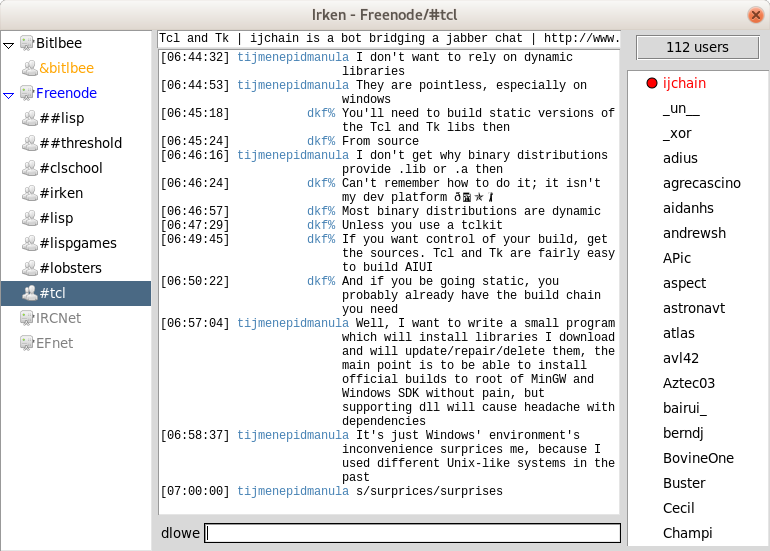 Irken - Freenode/#tcl
Bitlbee
&bitlbee
Freenode
##lisp
##threshold
#clschool
#irken
#lisp
#lispgames
#lobsters
#tcl
IRCNet
EFnet
Tcl and Tk | ijchain is a bot bridging a jabber chat | http://www.
[06:44:32] tijmenepidmanula I don't want to rely on dynamic
libraries
[06:44:53] tijmenepidmanula They are pointless, especially on
windows
[06:45:18] dkf% You'll need to build static versions of
the Tcl and Tk libs then
[06:45:24] dkf% From source
[06:46:16] tijmenepidmanula I don't get why binary distributions
provide .lib or .a then
[06:46:24] dkf% Can't remember how to do it; it isn't
my dev platform
[06:46:57] dkf% Most binary distributions are dynamic
[06:47:29] dkf% Unless you use a tclkit
[06:49:45] dkf% If you want control of your build, get
the sources. Tcl and Tk are fairly easy
to build AIUI
[06:50:22] dkf% And if you be going static, you
probably already have the build chain
you need
[06:57:04] tijmenepidmanula Well, I want to write a small program
which will install libraries I download
and will update/repair/delete them, the
main point is to be able to install
official builds to root of MinGW and
Windows SDK without pain, but
supporting dll will cause headache with
dependencies
[06:58:37] tijmenepidmanula It's just Windows' environment's
inconvenience surprices me, because I
used different Unix-like systems in the
past
[07:00:00] tijmenepidmanula s/surprices/surprises
dlowe
112 users
ijchain
_un__
_xor
adius
agrecascino
aidanhs
andrewsh
APic
aspect
astronavt
atlas
avl42
Aztec03
bairui_
berndj
BovineOne
Buster
Cecil
Champi